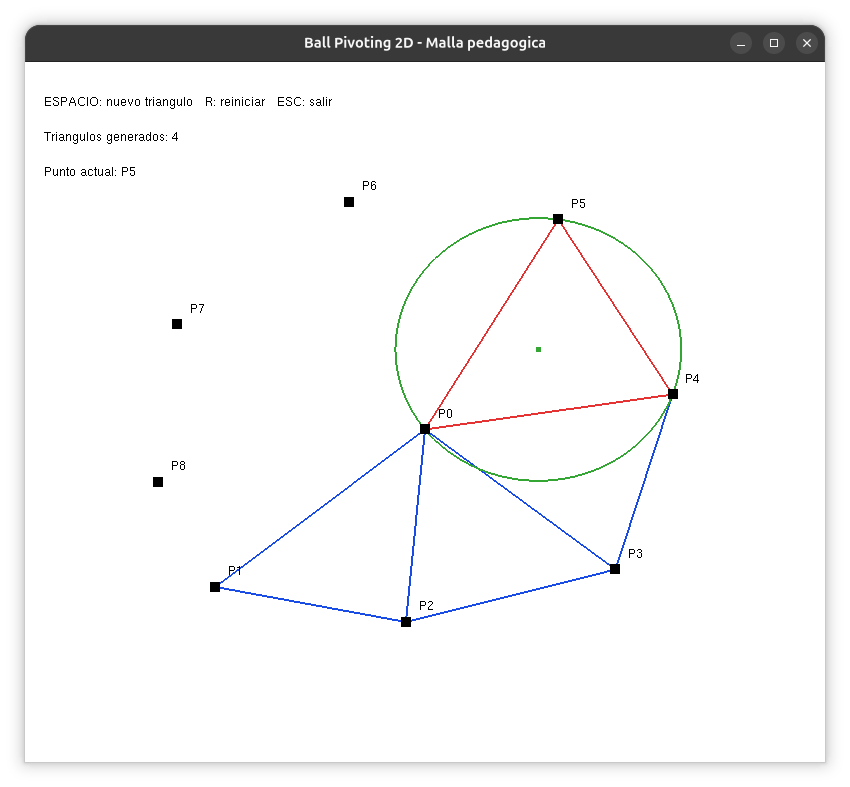 Ball Pivoting 2D - Malla pedagogica
ESPACIO: nuevo triangulo   R: reiniciar   ESC: salir
Triangulos generados: 4
Punto actual: P5
P6
P5
P7
P4
P0
P8
P3
P1
P2